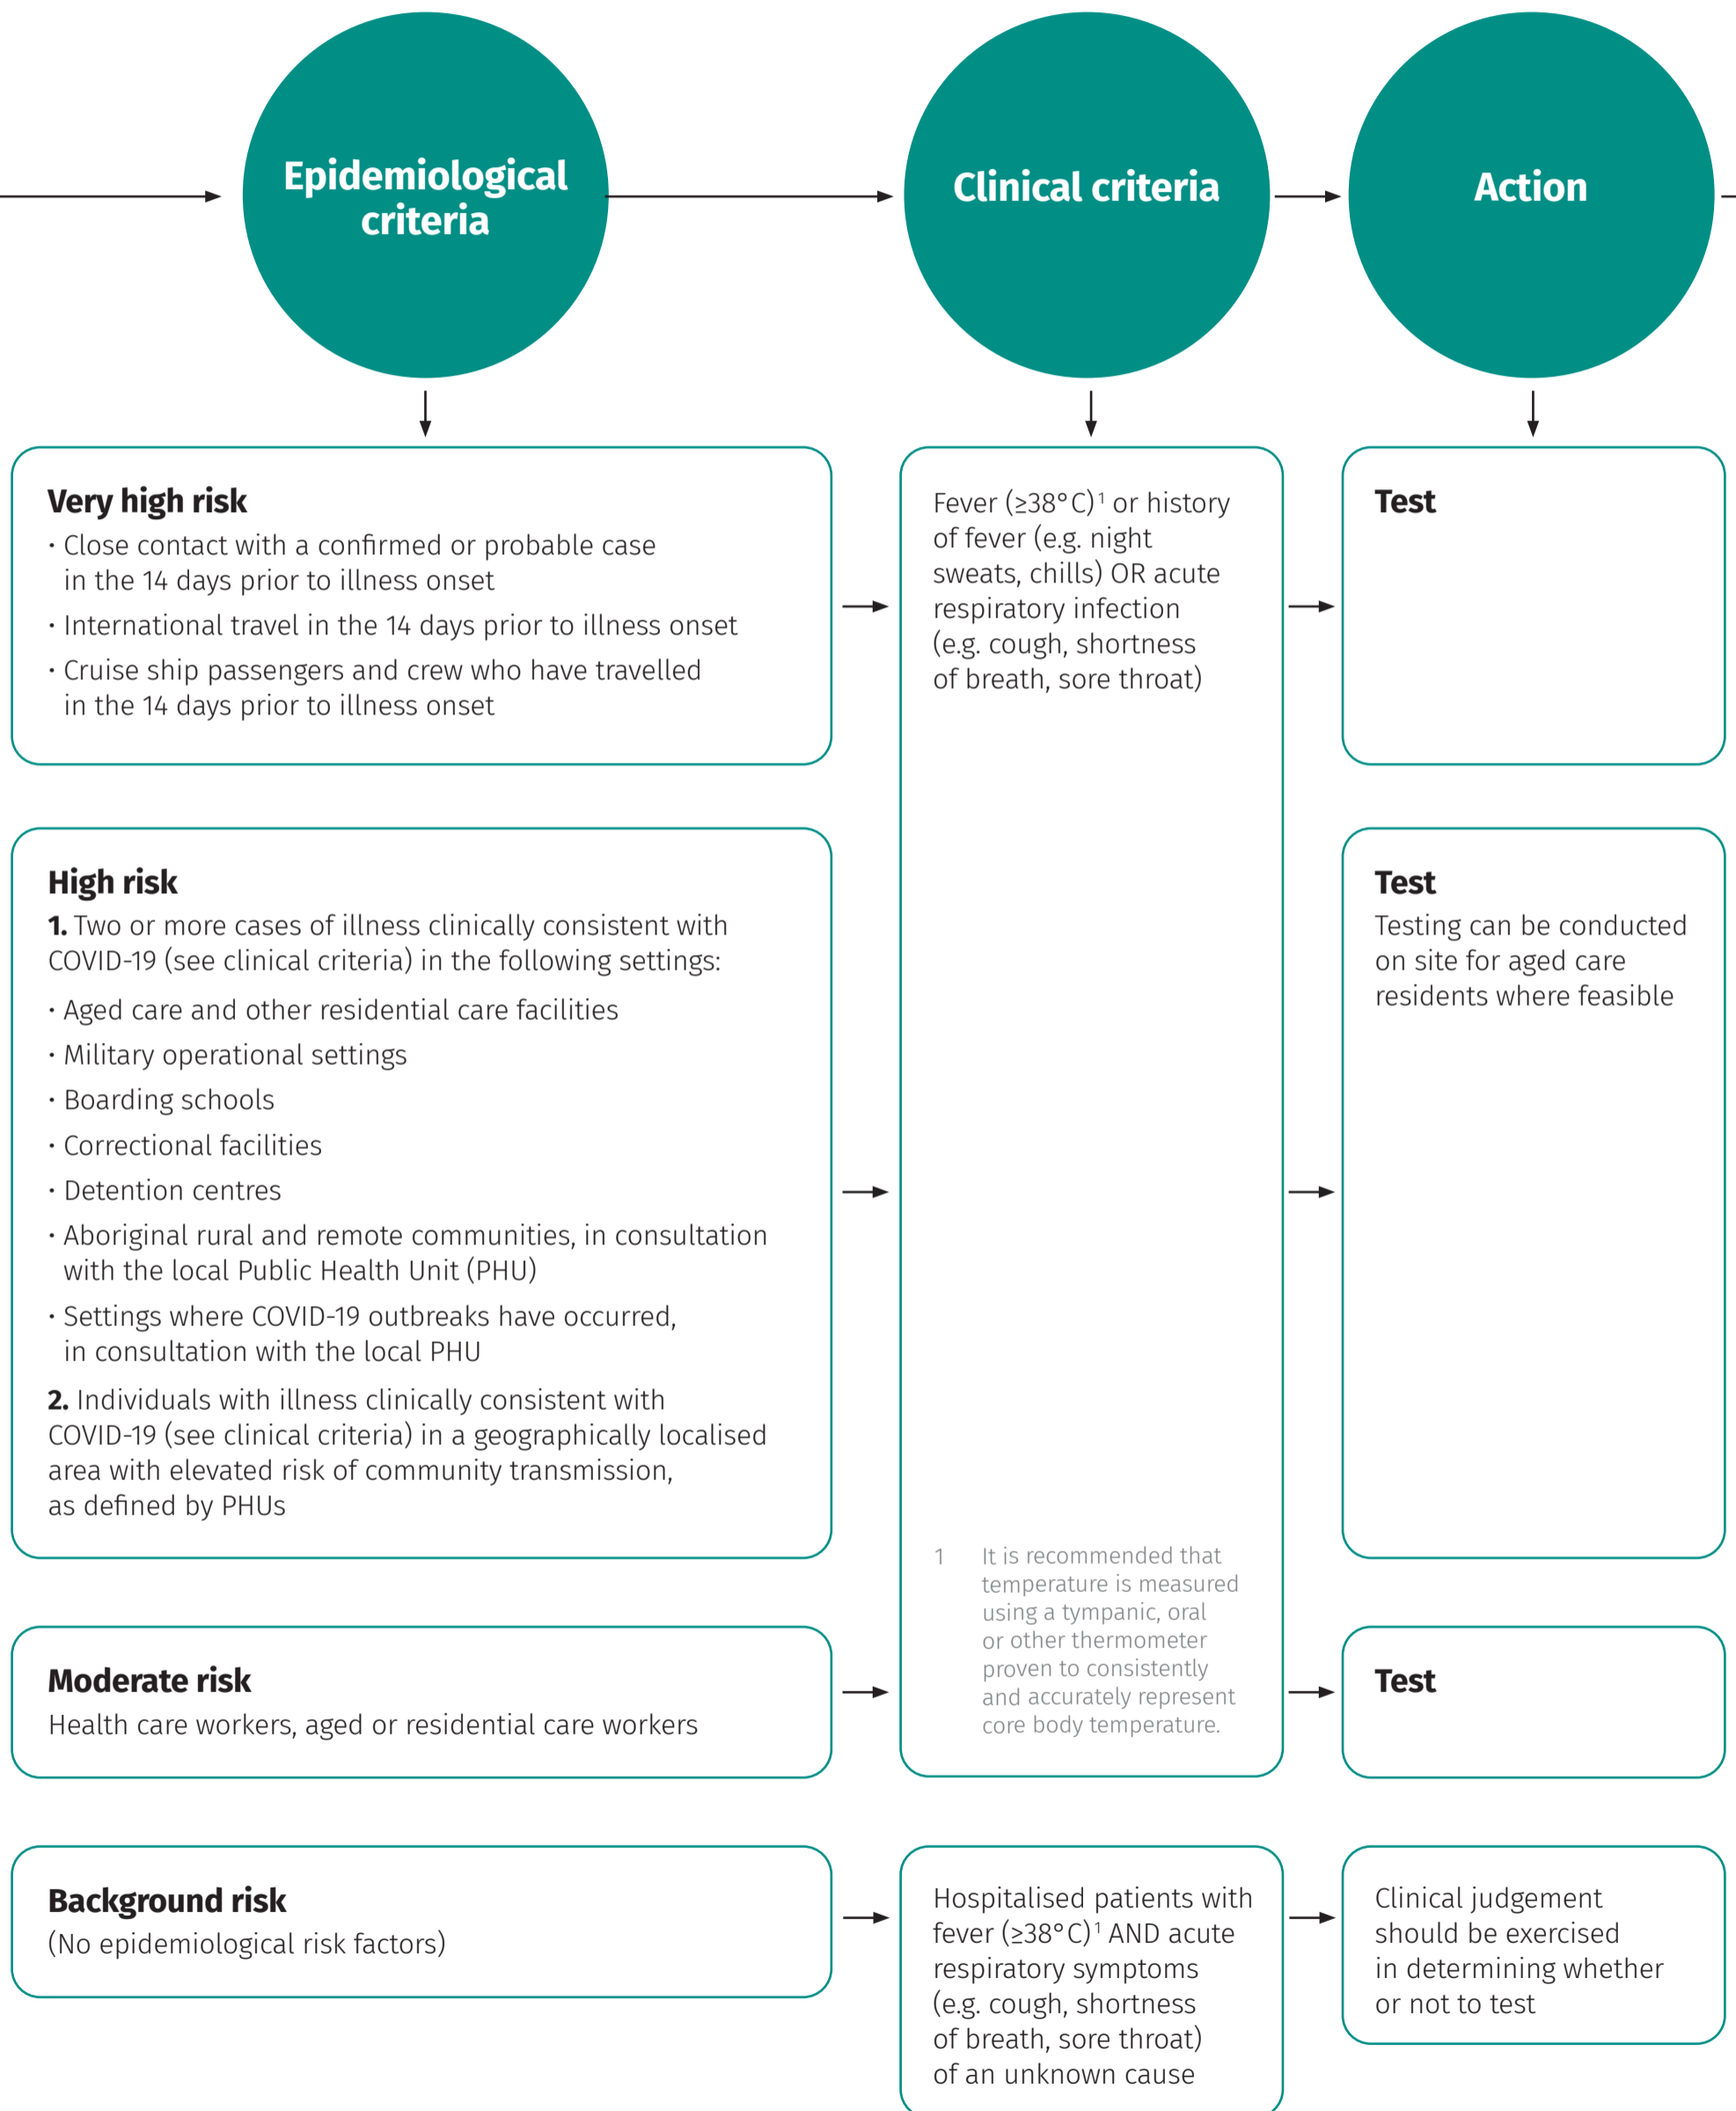 Epidemiological
criteria
Clinical criteria
Action
Very high risk
· Close contact with a confirmed or probable case
in the 14 days prior to illness onset
· International travel in the 14 days prior to illness onset
· Cruise ship passengers and crew who have travelled
in the 14 days prior to illness onset
Fever (≥38°C)¹ or history
of fever (e.g. night
sweats, chills) OR acute
respiratory infection
(e.g. cough, shortness
of breath, sore throat)
Test
High risk
1. Two or more cases of illness clinically consistent with
COVID-19 (see clinical criteria) in the following settings:
· Aged care and other residential care facilities
· Military operational settings
· Boarding schools
· Correctional facilities
· Detention centres
· Aboriginal rural and remote communities, in consultation
with the local Public Health Unit (PHU)
· Settings where COVID-19 outbreaks have occurred,
in consultation with the local PHU
2. Individuals with illness clinically consistent with
COVID-19 (see clinical criteria) in a geographically localised
area with elevated risk of community transmission,
as defined by PHUs
Test
Testing can be conducted
on site for aged care
residents where feasible
1 It is recommended that
temperature is measured
using a tympanic, oral
or other thermometer
proven to consistently
and accurately represent
core body temperature.
Moderate risk
Health care workers, aged or residential care workers
Test
Background risk
(No epidemiological risk factors)
Hospitalised patients with
fever (≥38°C)¹ AND acute
respiratory symptoms
(e.g. cough, shortness
of breath, sore throat)
of an unknown cause
Clinical judgement
should be exercised
in determining whether
or not to test